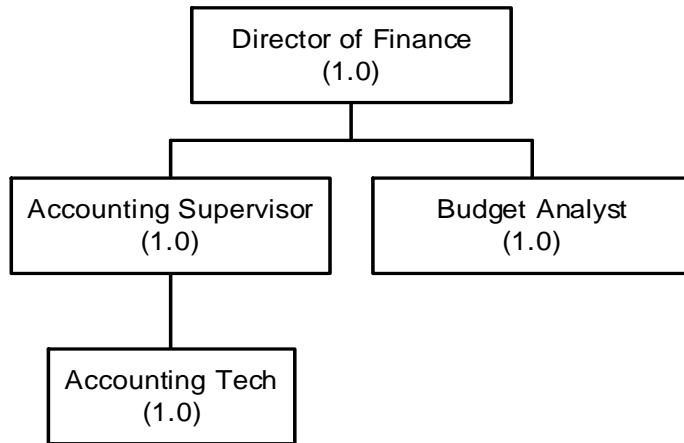 Director of Finance
(1.0)
Accounting Supervisor
(1.0)
Budget Analyst
(1.0)
Accounting Tech
(1.0)